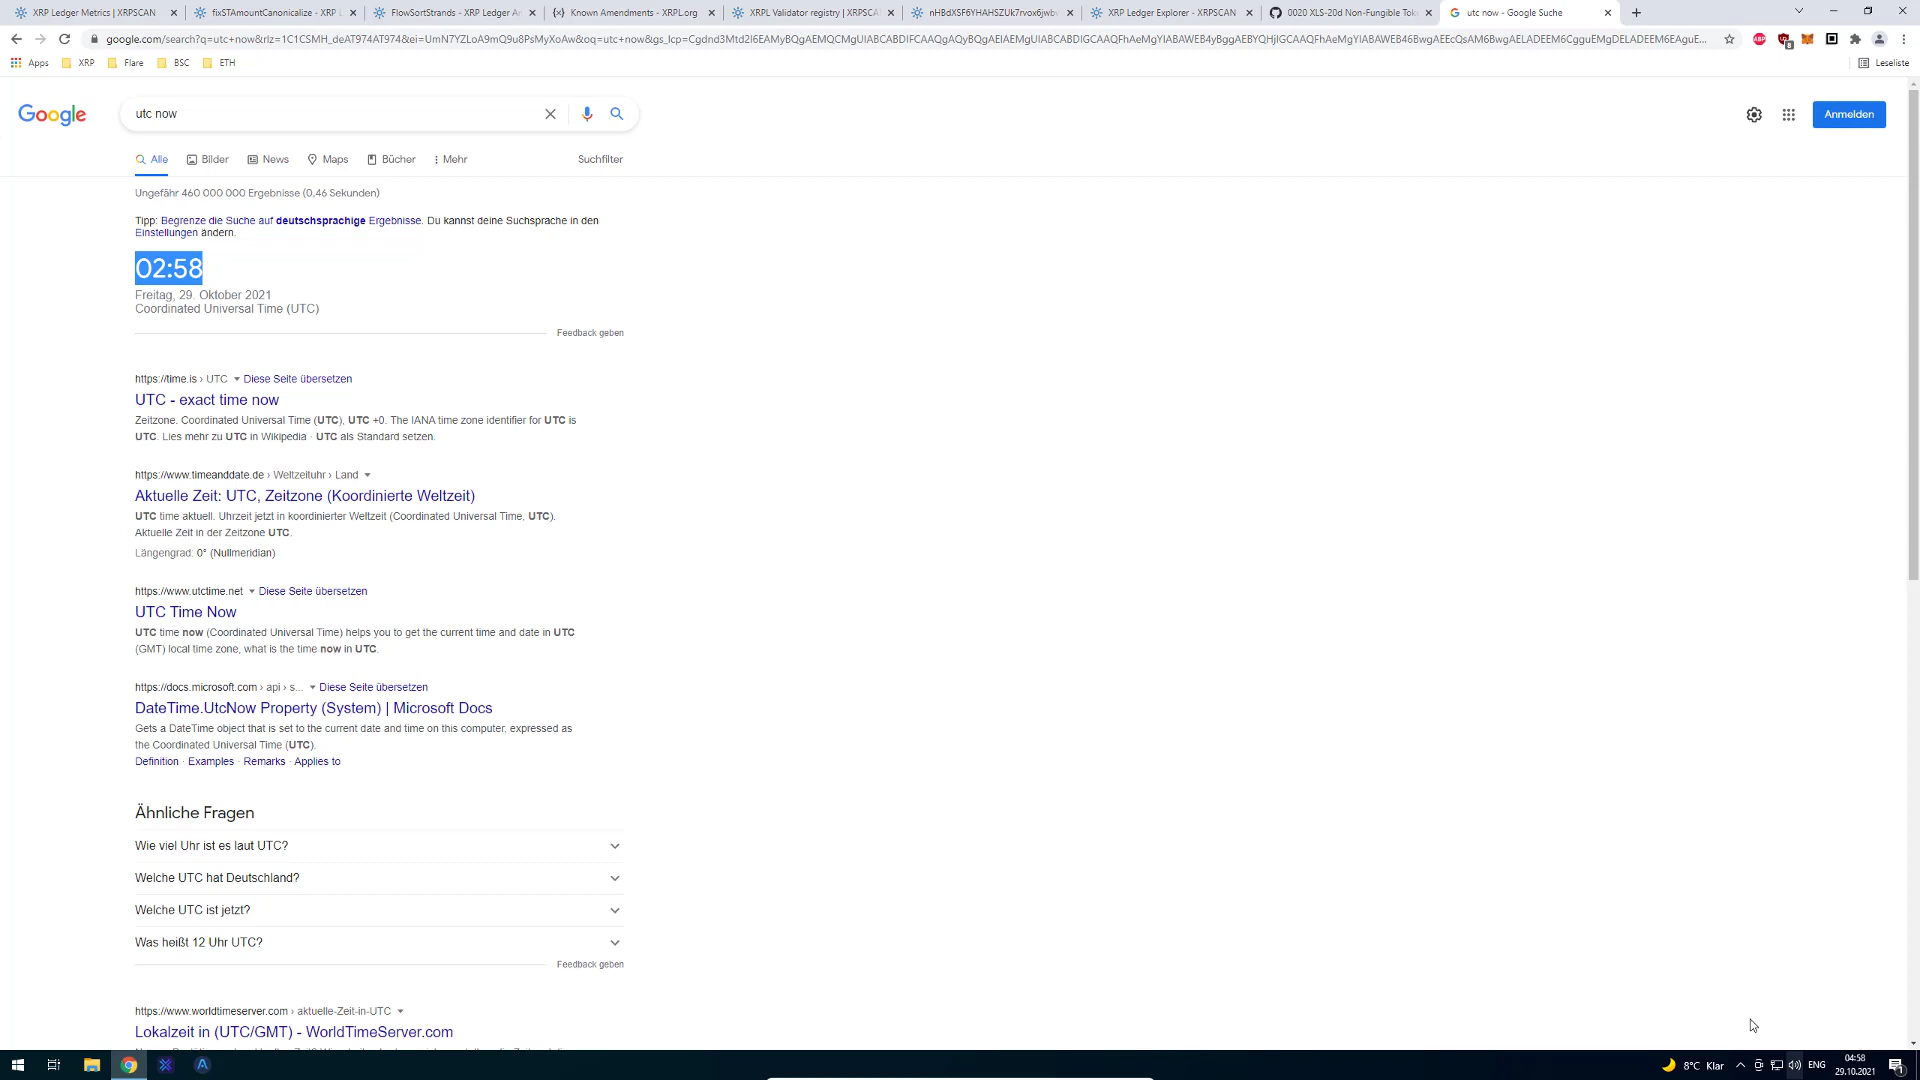 XRP Ledger Metrics | XRPSCAN
fixSTAmountCanonicalize - XRP L
FlowSortStrands - XRP Ledger A
Known Amendments - XRPL.org
XRPL Validator registry | XRPSCA
nHBdXSF6YHAHSZUk7rvox6jwb
XRP Ledger Explorer - XRPSCAN
0020 XLS-20d Non-Fungible Tok
utc now - Google Suche
Apps
XRP
Flare
BSC
ETH
Leseliste
Google
utc now
Anmelden
Alle
Bilder
News
Maps
Bücher
Mehr
Suchfilter
Ungefähr 460 000 000 Ergebnisse (0,46 Sekunden)
Tipp: Begrenze die Suche auf deutschsprachige Ergebnisse. Du kannst deine Suchsprache in den
Einstellungen ändern.
02:58
Freitag, 29. Oktober 2021
Coordinated Universal Time (UTC)
Feedback geben
https://time.is › UTC Diese Seite übersetzen
UTC - exact time now
Zeitzone. Coordinated Universal Time (UTC), UTC +0. The IANA time zone identifier for UTC is
UTC. Lies mehr zu UTC in Wikipedia · UTC als Standard setzen.
https://www.timeanddate.de › Weltzeituhr › Land
Aktuelle Zeit: UTC, Zeitzone (Koordinierte Weltzeit)
UTC time aktuell. Uhrzeit jetzt in koordinierter Weltzeit (Coordinated Universal Time, UTC).
Aktuelle Zeit in der Zeitzone UTC.
Längengrad: 0° (Nullmeridian)
https://www.utctime.net Diese Seite übersetzen
UTC Time Now
UTC time now (Coordinated Universal Time) helps you to get the current time and date in UTC
(GMT) local time zone, what is the time now in UTC.
https://docs.microsoft.com › api › s... Diese Seite übersetzen
DateTime.UtcNow Property (System) | Microsoft Docs
Gets a DateTime object that is set to the current date and time on this computer, expressed as
the Coordinated Universal Time (UTC).
Definition · Examples · Remarks · Applies to
Ähnliche Fragen
Wie viel Uhr ist es laut UTC?
Welche UTC hat Deutschland?
Welche UTC ist jetzt?
Was heißt 12 Uhr UTC?
Feedback geben
https://www.worldtimeserver.com › aktuelle-Zeit-in-UTC
Lokalzeit in (UTC/GMT) - WorldTimeServer.com
8°C Klar
ENG
04:58
29.10.2021